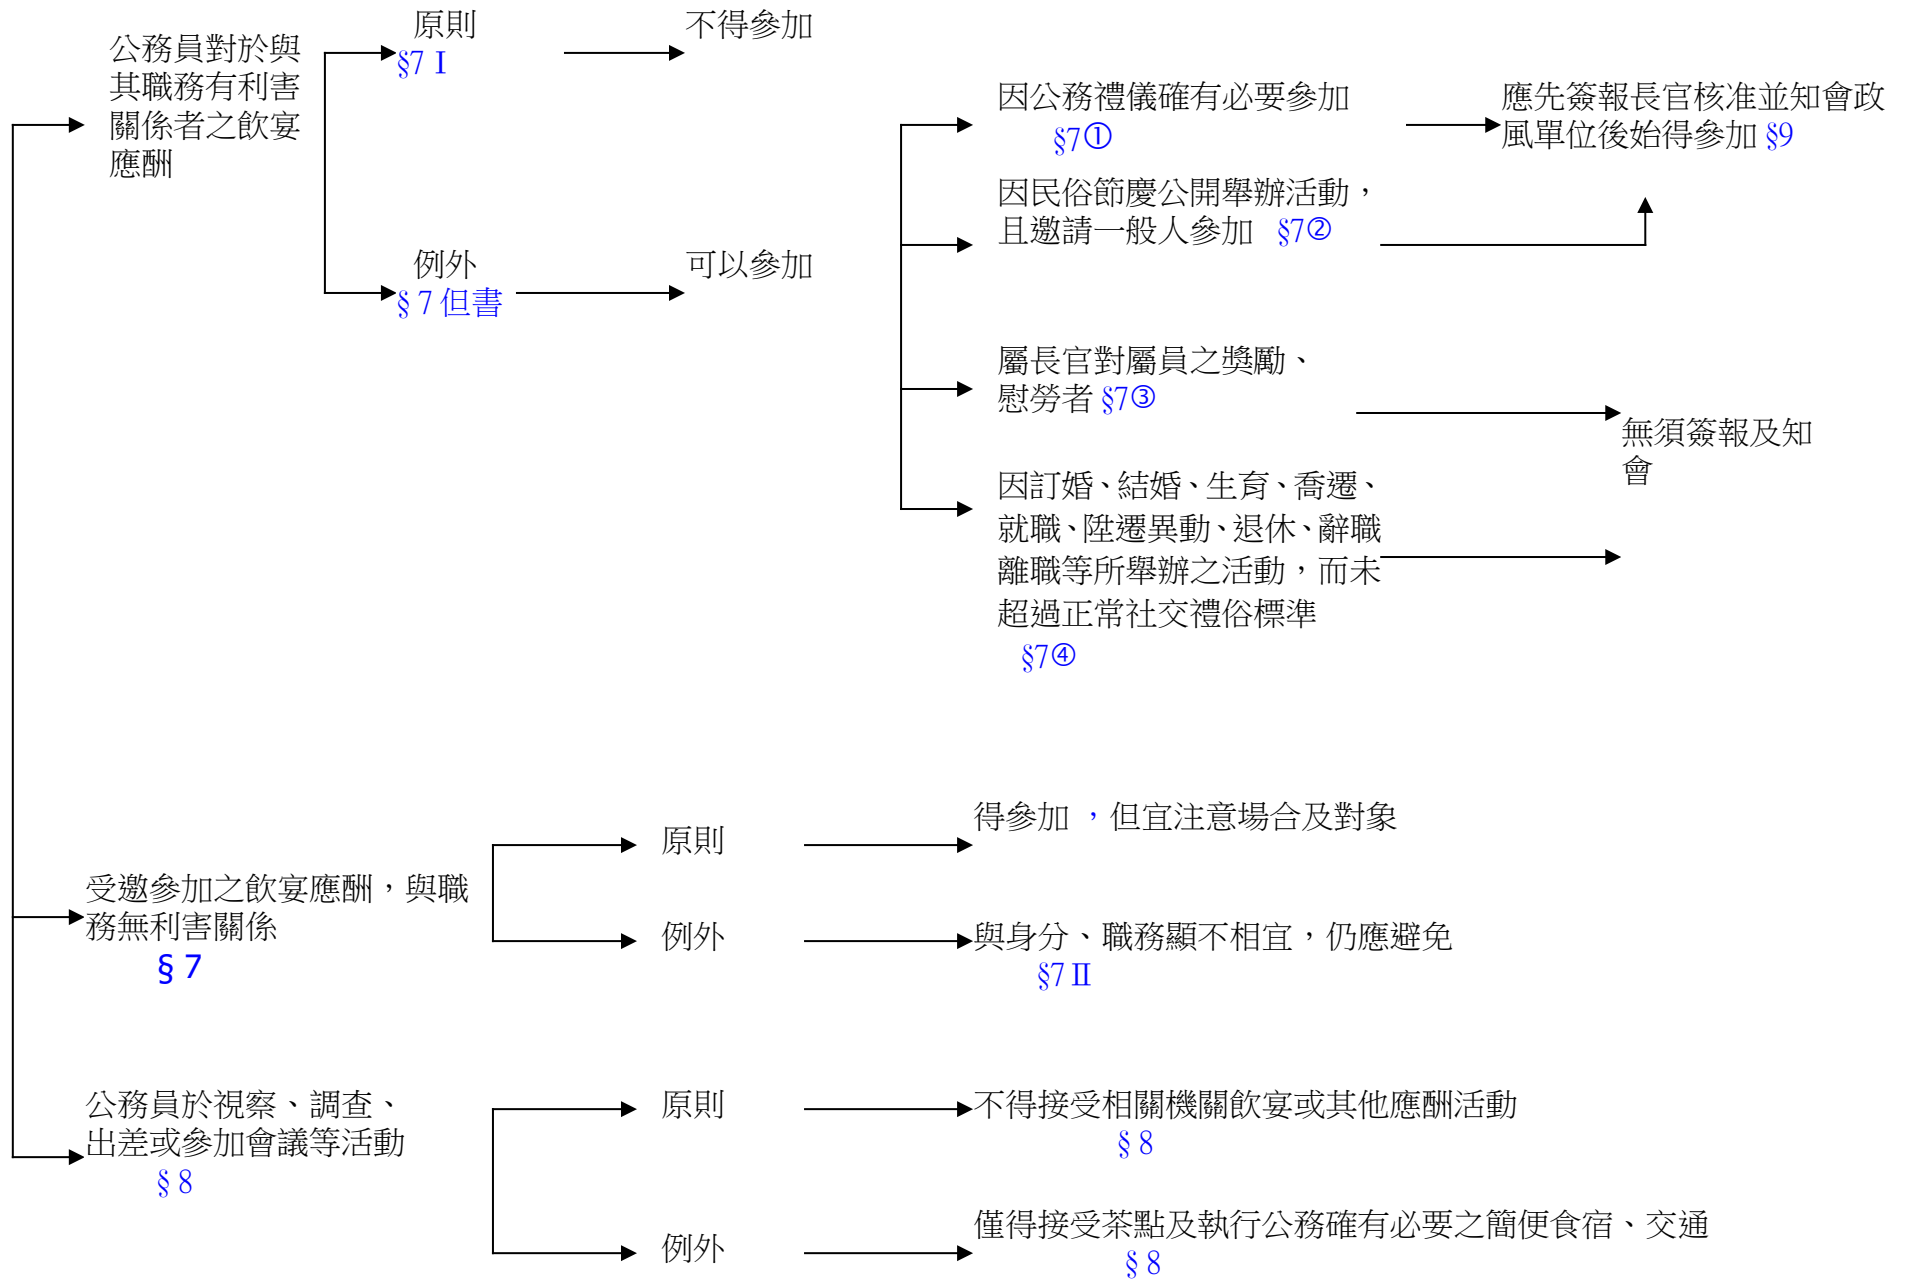 公務員對於與
其職務有利害
關係者之飲宴
應酬
原則
§7 I
不得參加
例外
§ 7 但書
可以參加
因公務禮儀確有必要參加
§7①
應先簽報長官核准並知會政
風單位後始得參加 §9
因民俗節慶公開舉辦活動，
且邀請一般人參加 §7②
屬長官對屬員之獎勵、
慰勞者 §7③
無須簽報及知
會
因訂婚、結婚、生育、喬遷、
就職、陞遷異動、退休、辭職
離職等所舉辦之活動，而未
超過正常社交禮俗標準
§7④
受邀參加之飲宴應酬，與職
務無利害關係
§ 7
原則
得參加 ，但宜注意場合及對象
例外
與身分、職務顯不相宜，仍應避免
§7 II
公務員於視察、調查、
出差或參加會議等活動
§ 8
原則
不得接受相關機關飲宴或其他應酬活動
§ 8
例外
僅得接受茶點及執行公務確有必要之簡便食宿、交通
§ 8